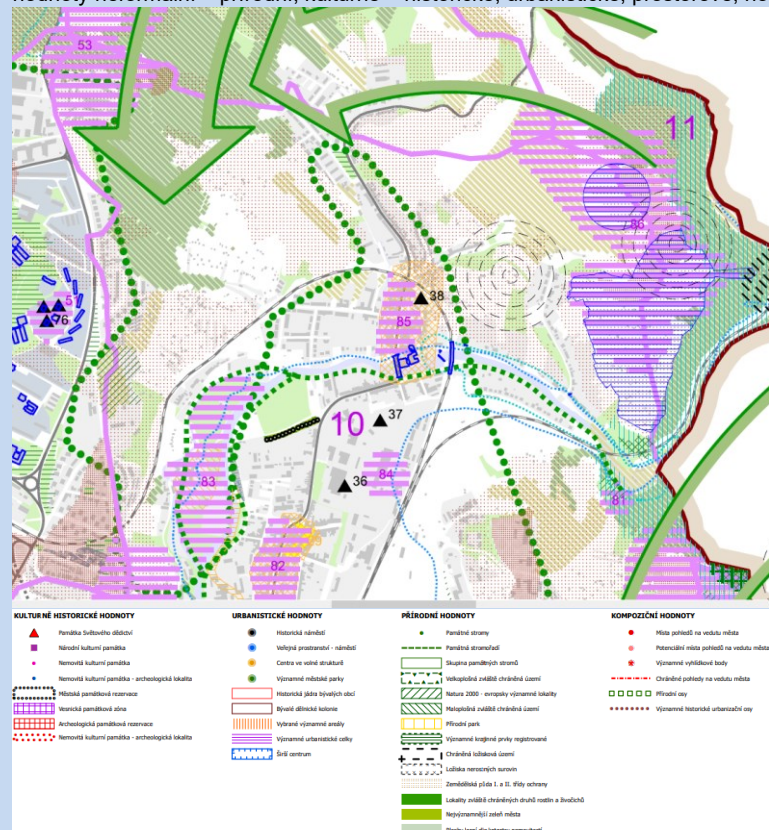 hodnoty neformální – přírodní, kulturně – historické, urbanistické, prostorové,
53
11
86
5
76
38
85
10
37
83
84
36
81
82
KULTURNĚ HISTORICKÉ HODNOTY
Památka Světového dědictví
Národní kulturní památka
Nemovitá kulturní památka
Nemovitá kulturní památka - archeologická lokalita
Městská památková rezervace
Vesnická památková zóna
Archeologická památková rezervace
Nemovitá kulturní památka - archeologická lokalita
URBANISTICKÉ HODNOTY
Historická náměstí
Veřejná prostranství - náměstí
Centra ve volné struktuře
Významné městské parky
Historická jádra bývalých obcí
Bývalé dělnické kolonie
Vybrané významné areály
Významné urbanistické celky
Širší centrum
PŘÍRODNÍ HODNOTY
Památné stromy
Památná stromořadí
Skupina památných stromů
Velkoplošná zvláště chráněné území
Natura 2000 - evropsky významné lokality
Maloplošná zvláště chráněné území
Přírodní park
Významné krajinné prvky registrované
Chráněná ložisková území
Ložiska nerostných surovin
Zemědělská půda I. a II. třídy ochrany
Lokality zvláště chráněných druhů rostlin a živočichů
Nejvýznamnější zeleň města
KOMPOZIČNÍ HODNOTY
Místa pohledů na vedutu města
Potenciální místa pohledů na vedutu města
Významné vyhlídkové body
Chráněné pohledy na vedutu města
Přírodní osy
Významné historické urbanizační osy